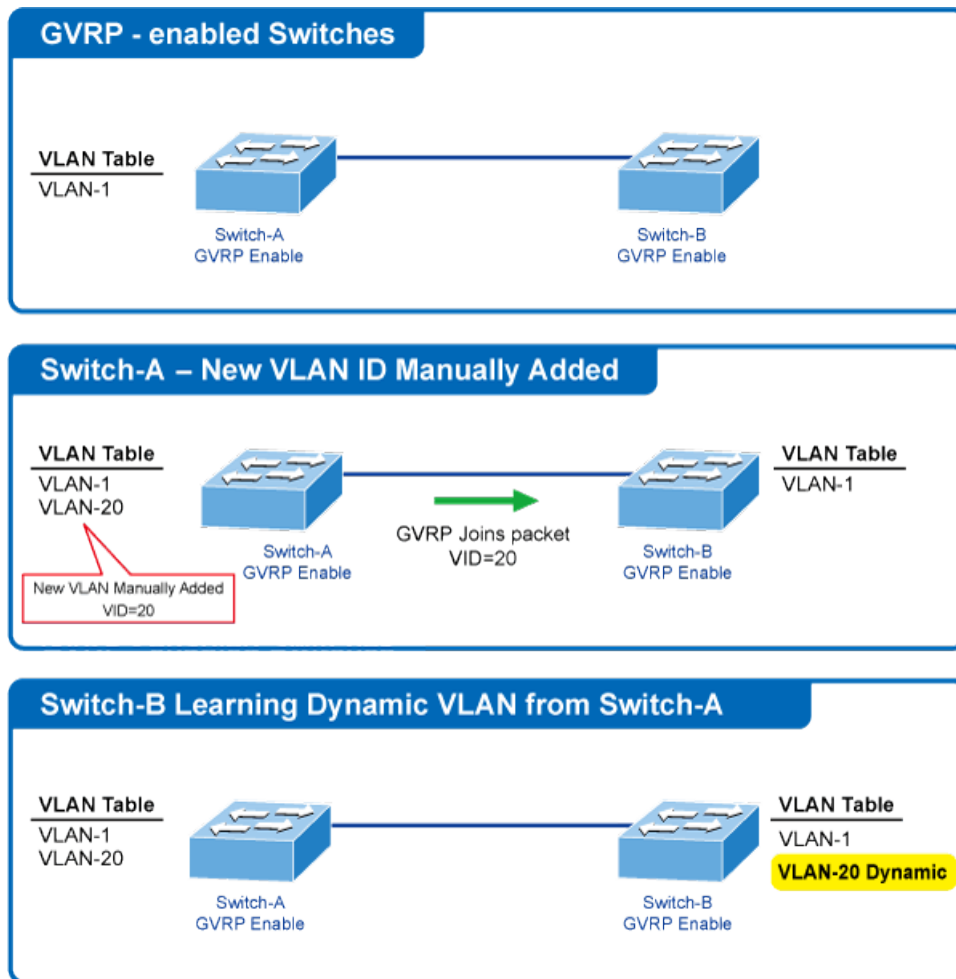 GVRP - enabled Switches
VLAN Table
VLAN-1
Switch-A
GVRP Enable
Switch-B
GVRP Enable
Switch-A – New VLAN ID Manually Added
VLAN Table
VLAN-1
VLAN-20
New VLAN Manually Added
VID=20
Switch-A
GVRP Enable
GVRP Joins packet
VID=20
Switch-B
GVRP Enable
VLAN Table
VLAN-1
Switch-B Learning Dynamic VLAN from Switch-A
VLAN Table
VLAN-1
VLAN-20
Switch-A
GVRP Enable
Switch-B
GVRP Enable
VLAN Table
VLAN-1
VLAN-20 Dynamic